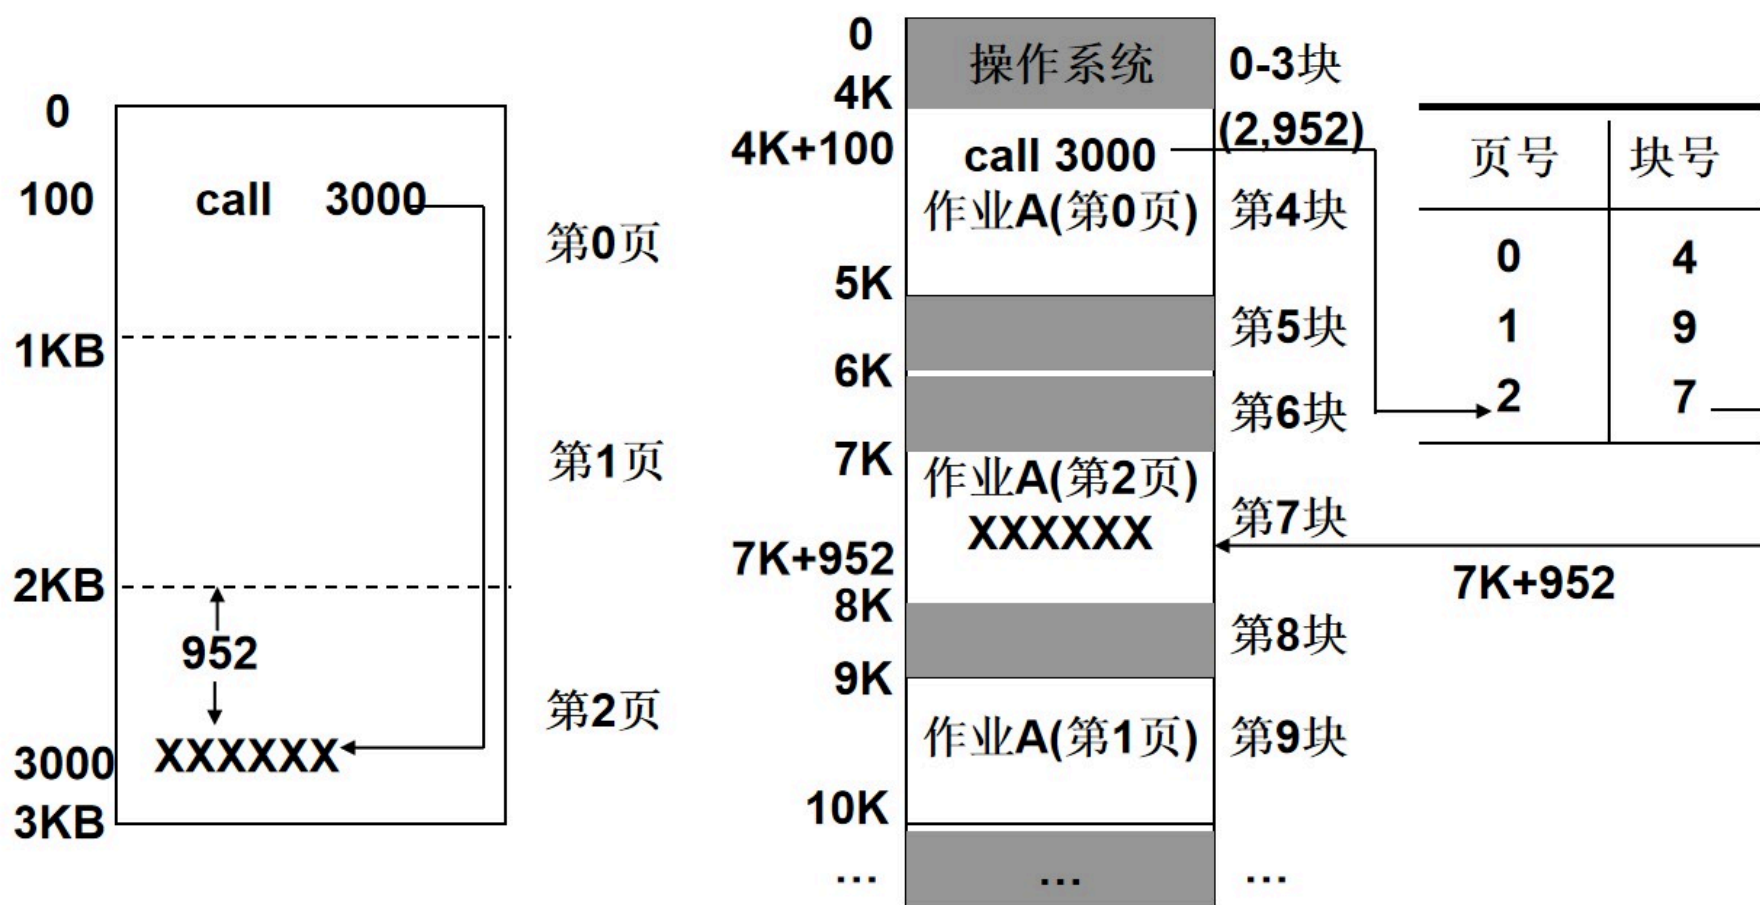 0
100
call 3000
第0页
1KB
第1页
2KB
952
第2页
3000
XXXXXX
3KB
0
操作系统
0-3块
4K
4K+100
call 3000
(2,952)
作业A(第0页)
第4块
5K
第5块
6K
第6块
7K
作业A(第2页)
XXXXXX
第7块
7K+952
8K
第8块
9K
作业A(第1页)
第9块
10K
...
...
...
页号 块号
0 4
1 9
2 7
7K+952